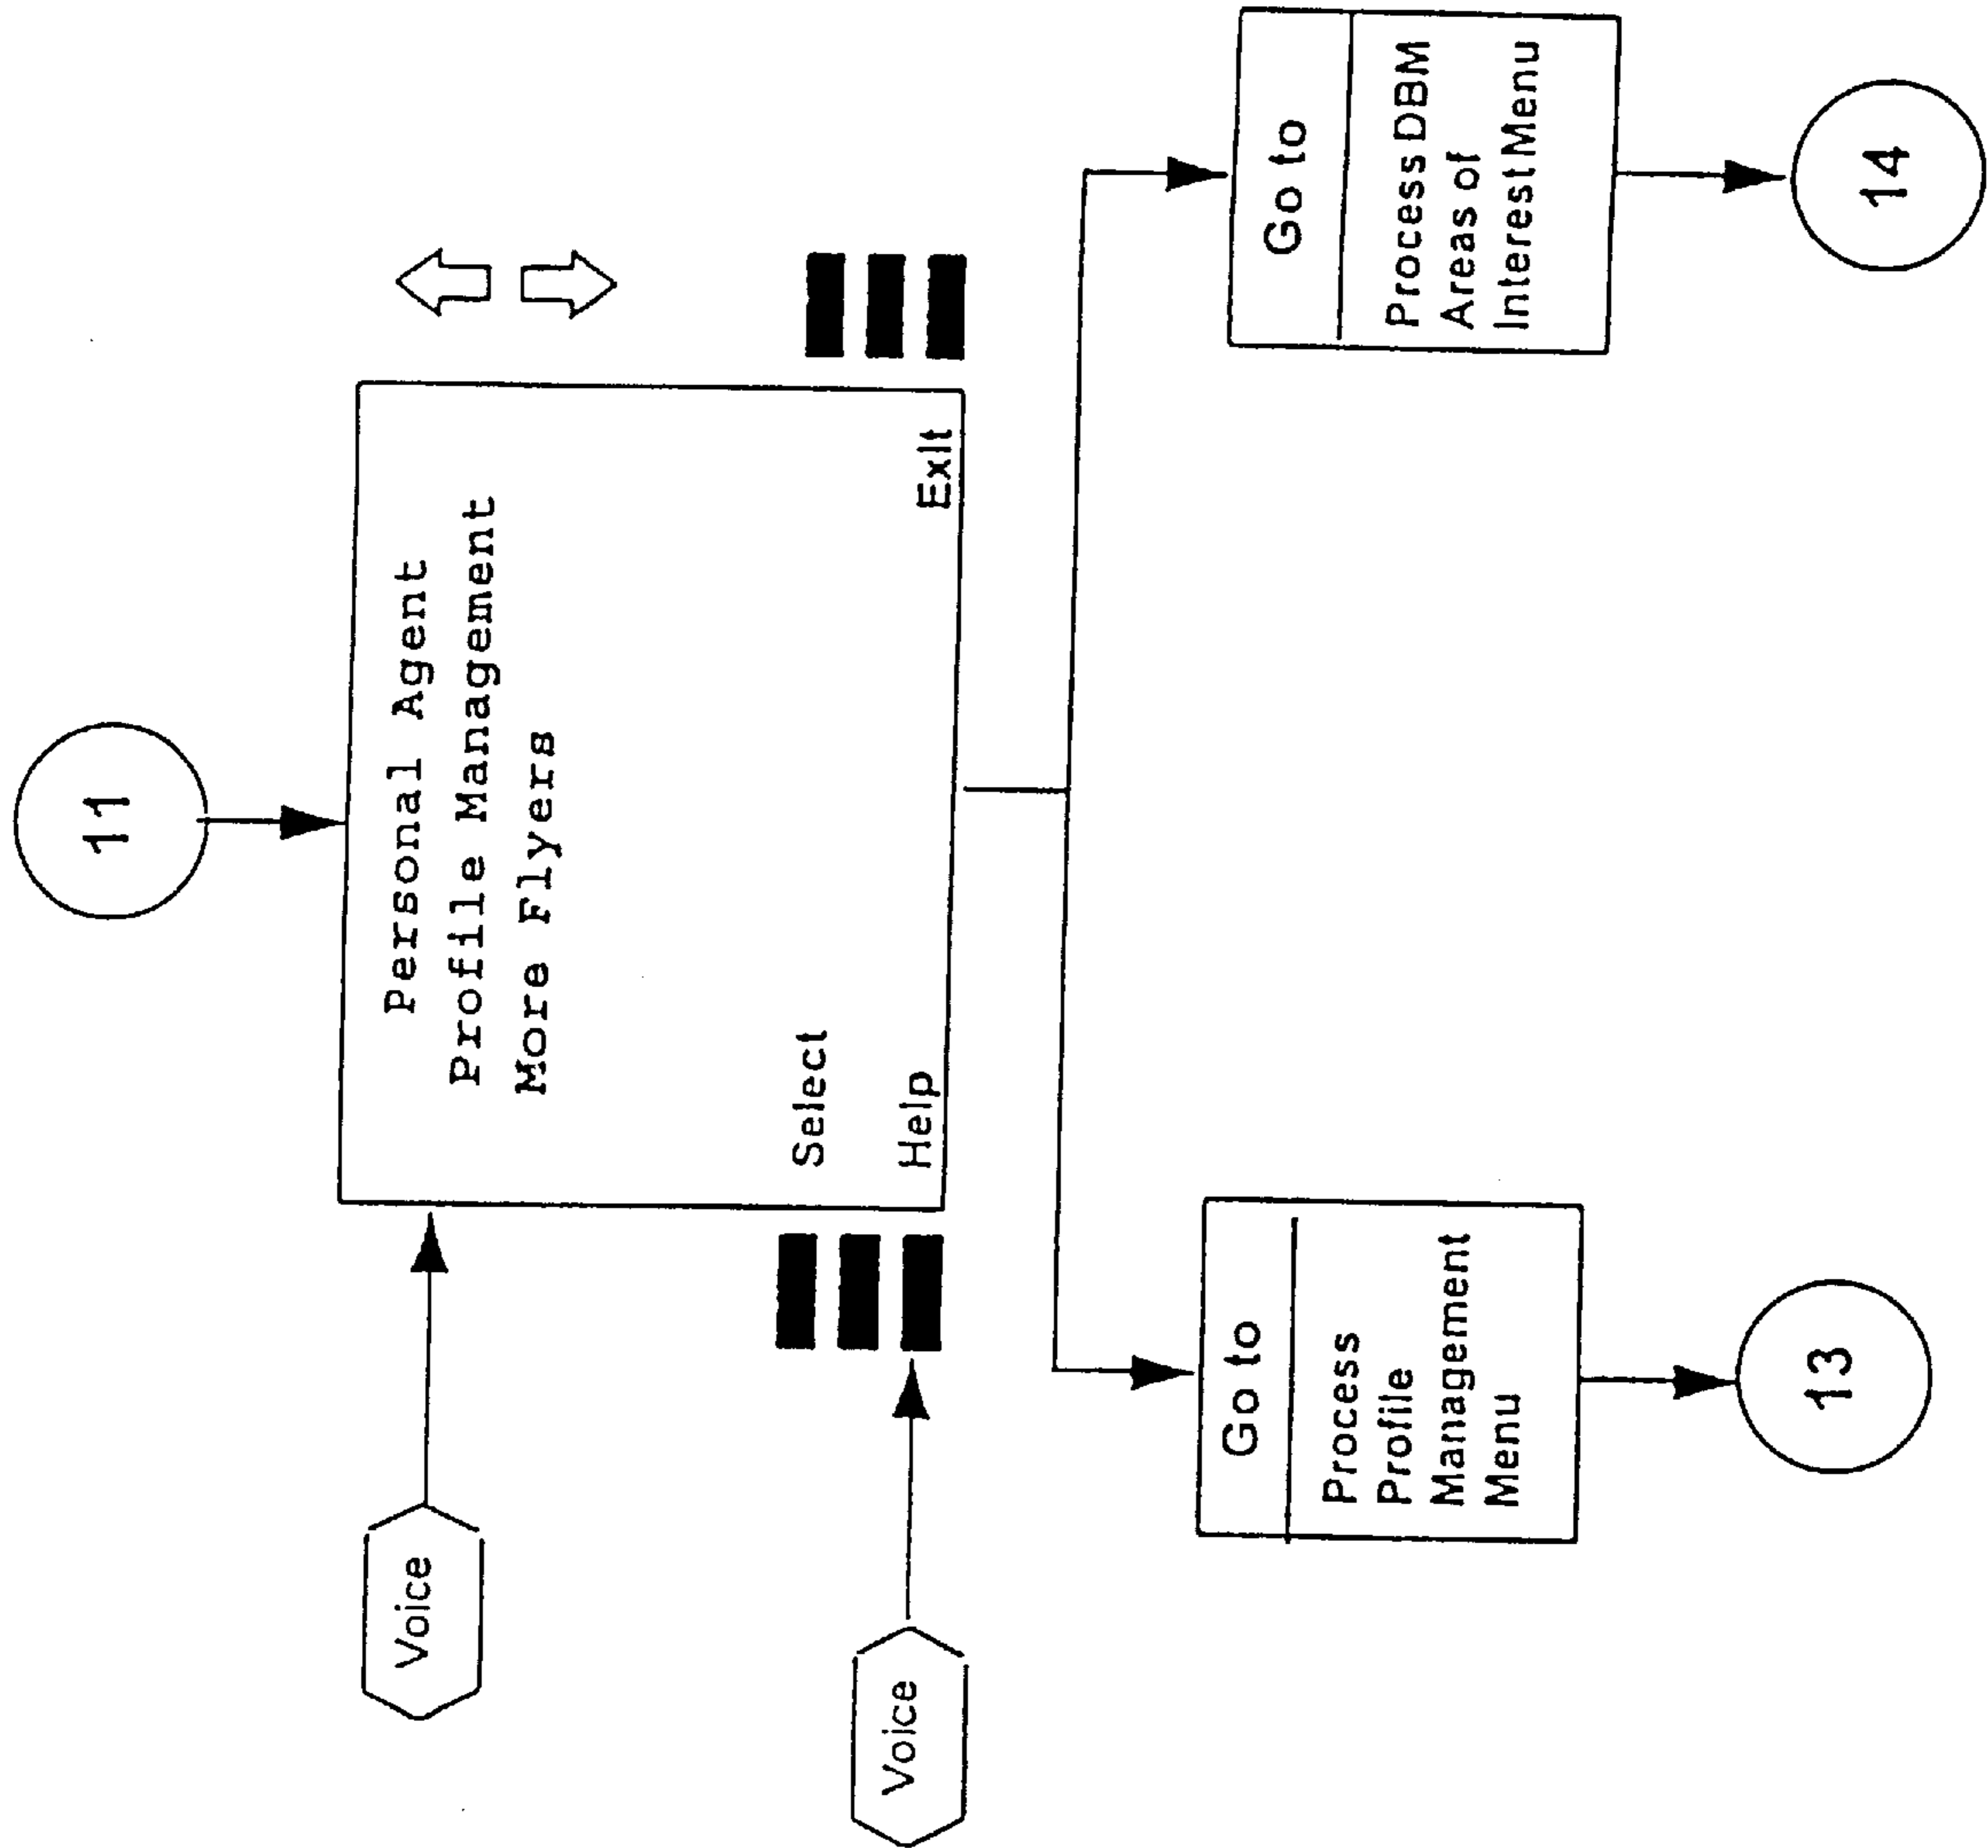 11
Voice
Personal Agent
Profile Management
More Flyers
Select
Help
Exit
Voice
Go to
Process
Profile
Management
Menu
13
Go to
Process DBM
Areas of
Interest Menu
14